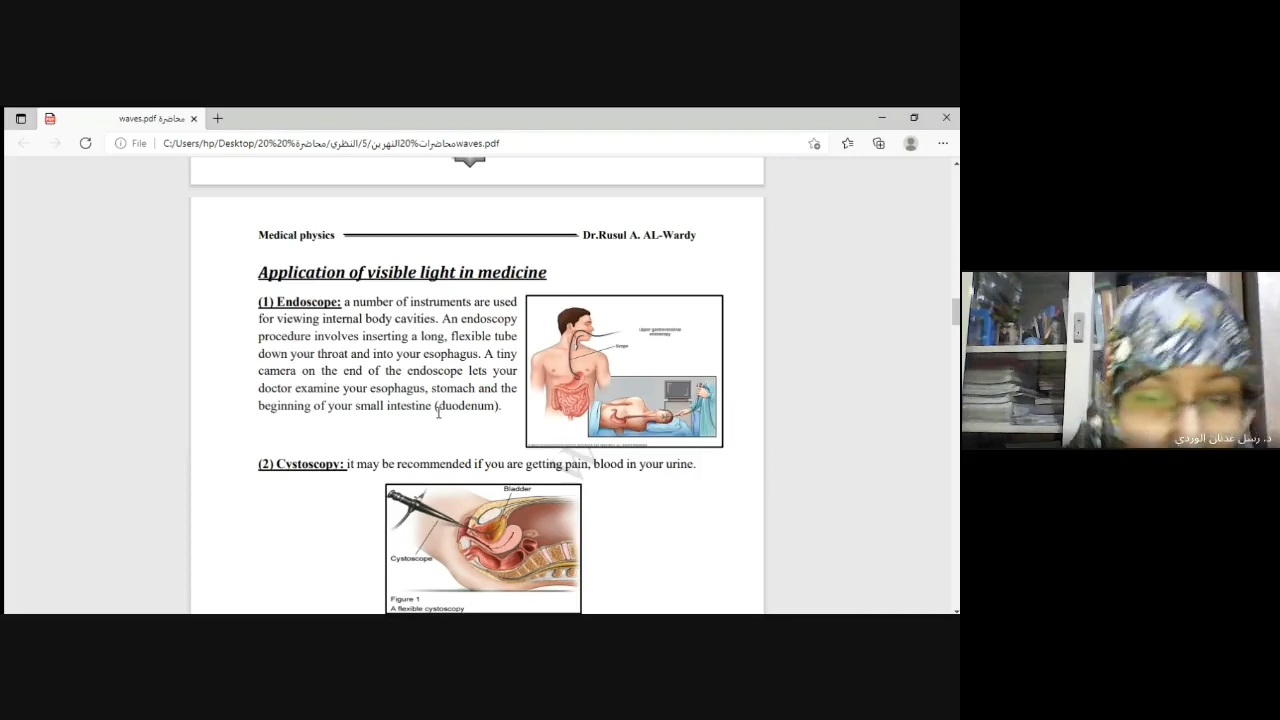 محاضرة waves.pdf
File
C:/Users/hp/Desktop/20%20%محاضرات%20النهرين/النظري/5/محاضرةwaves.pdf
Medical physics
Dr.Rusul A. AL-Wardy
Application of visible light in medicine
(1) Endoscope: a number of instruments are used
for viewing internal body cavities. An endoscopy
procedure involves inserting a long, flexible tube
down your throat and into your esophagus. A tiny
camera on the end of the endoscope lets your
doctor examine your esophagus, stomach and the
beginning of your small intestine (duodenum).
Upper gastrointestinal
endoscopy
Scope
(2) Cystoscopy: it may be recommended if you are getting pain, blood in your urine.
Bladder
Cystoscope
Figure 1
A flexible cystoscopy
د. رسل عدنان الوردي